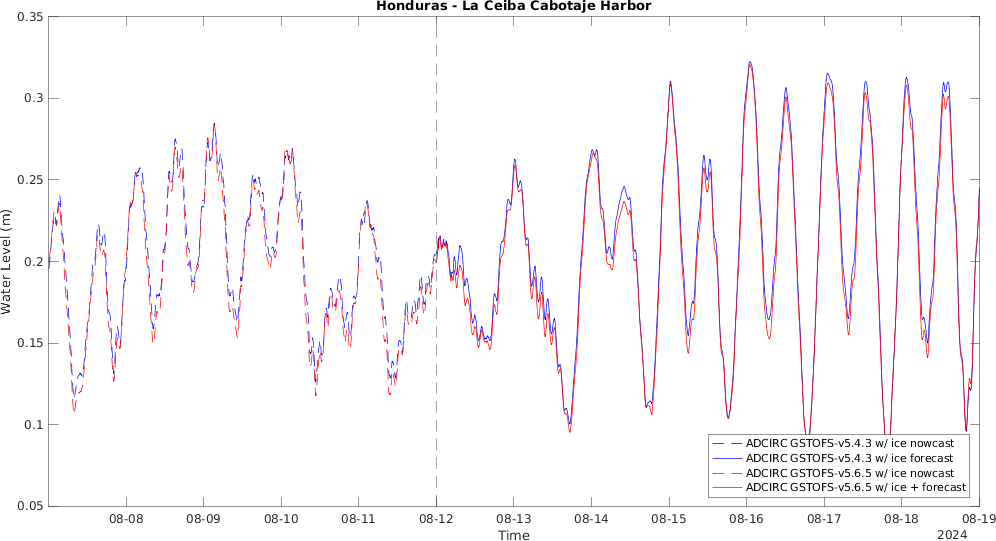 Honduras - La Ceiba Cabotaje Harbor
0.35
0.3
0.25
0.2
0.15
0.1
0.05
Water Level (m)
ADCIRC GSTOFS-v5.4.3 w/ ice nowcast
ADCIRC GSTOFS-v5.4.3 w/ ice forecast
ADCIRC GSTOFS-v5.6.5 w/ ice nowcast
ADCIRC GSTOFS-v5.6.5 w/ ice + forecast
08-08 08-09 08-10 08-11 08-12 08-13 08-14 08-15 08-16 08-17 08-18 08-19
Time
2024